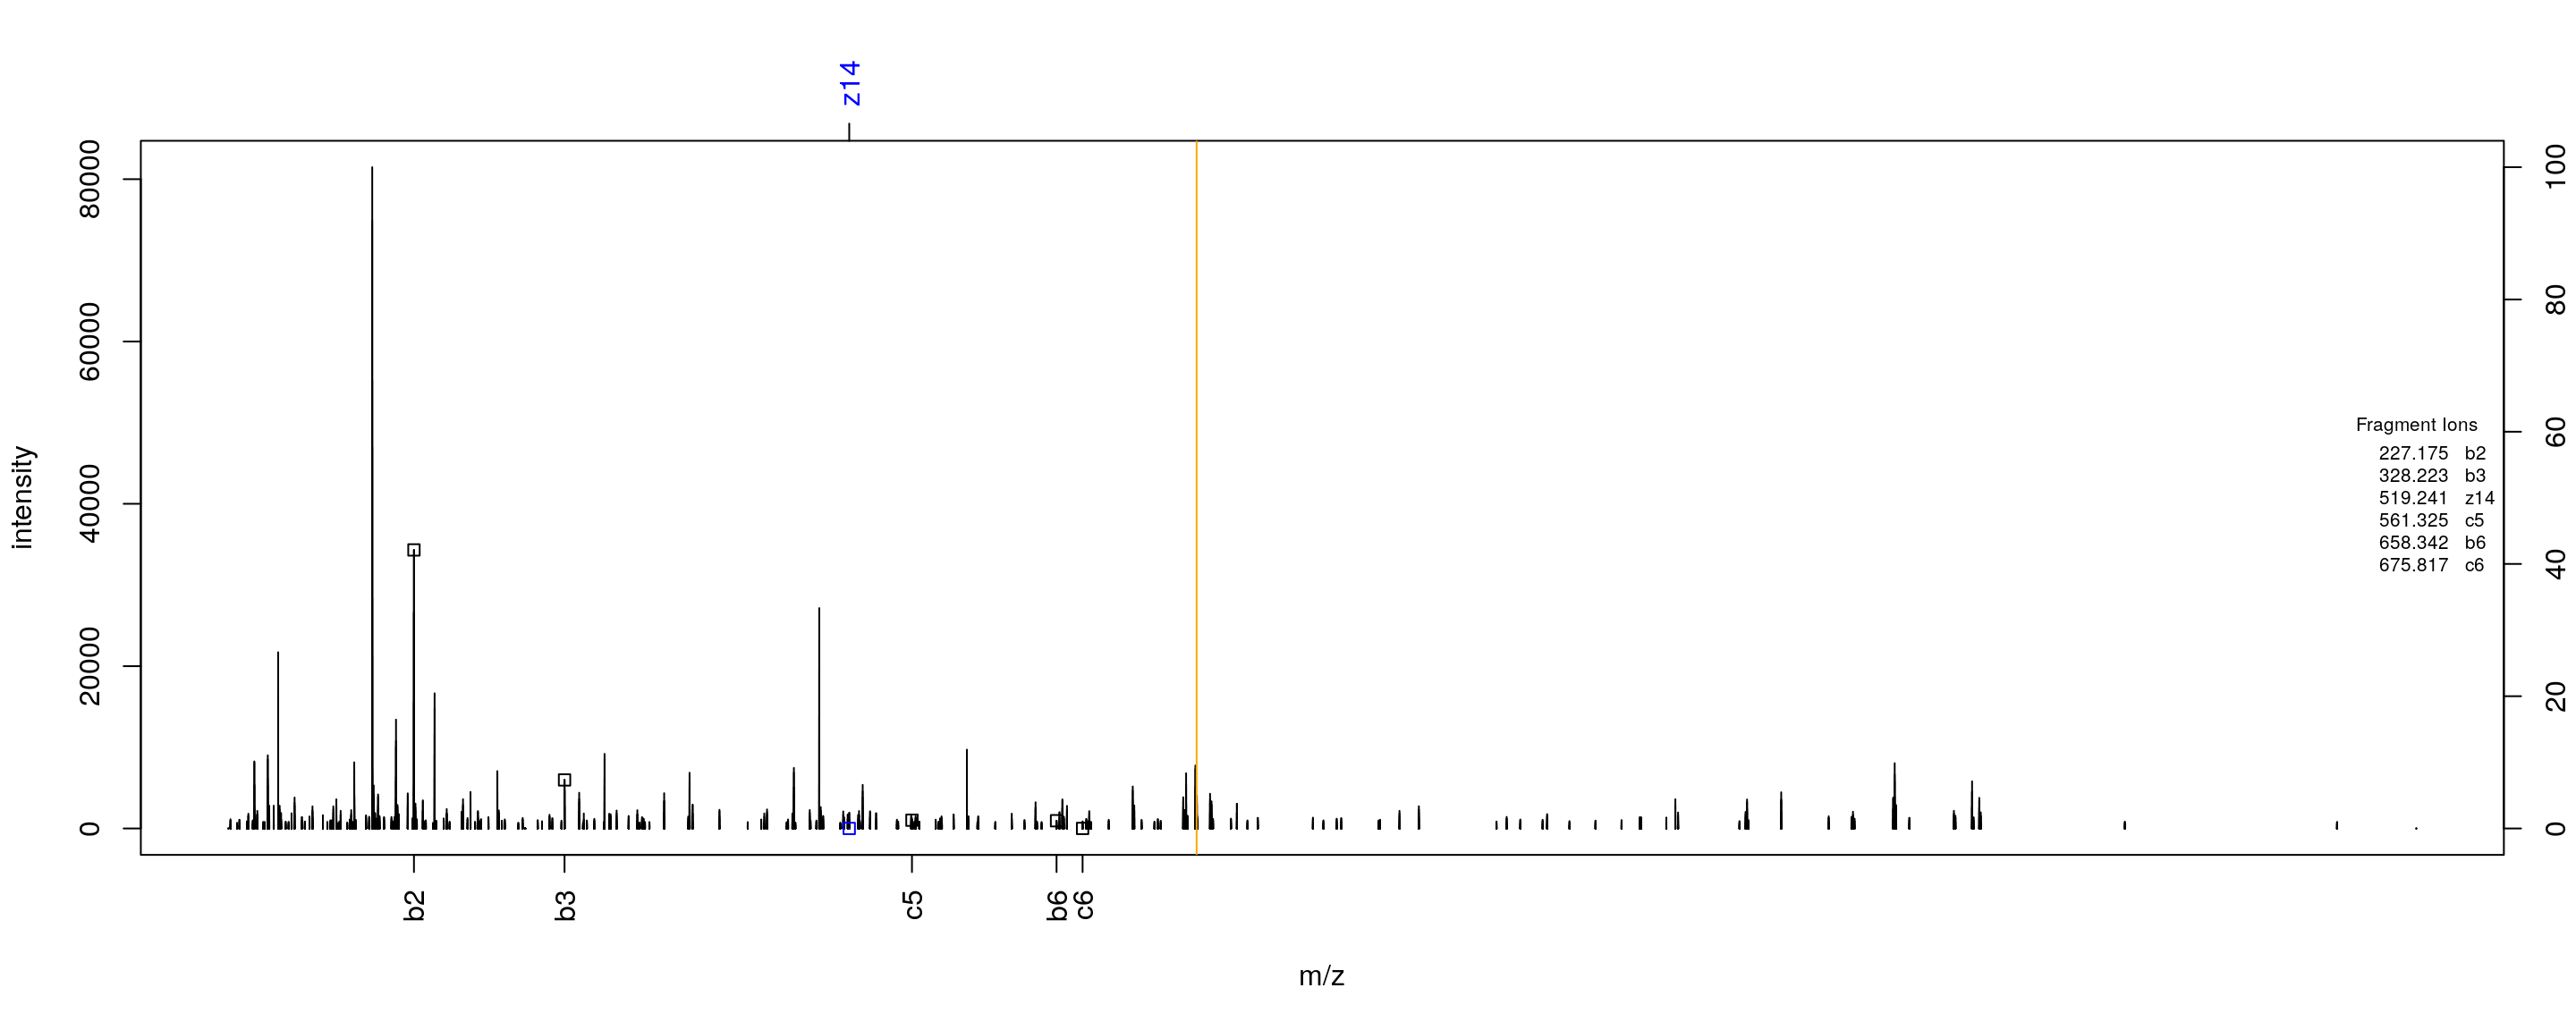 z14
80000
60000
40000
20000
0
intensity
100
80
60
40
20
0
Fragment Ions
227.175 b2
328.223 b3
519.241 z14
561.325 c5
658.342 b6
675.817 c6
b2 b3 c5 b6 c6
m/z